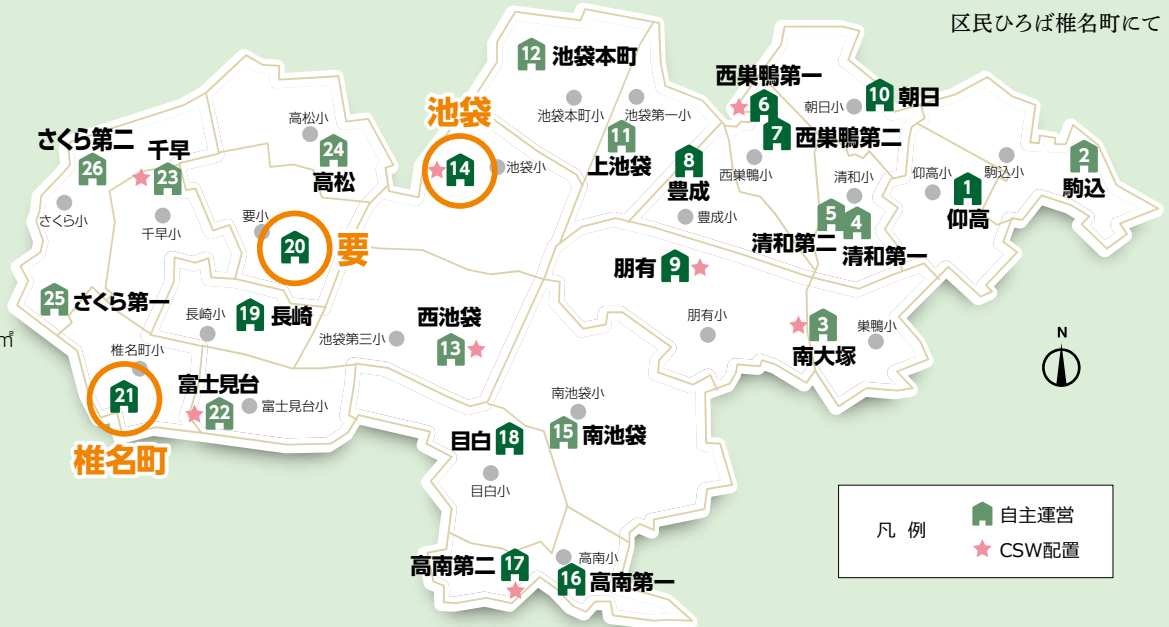 区民ひろば椎名町にて
12 池袋本町
池袋本町小
池袋第一小
11
上池袋
西巣鴨第一
6
7 西巣鴨第二
西巣鴨小
朝日小
10 朝日
8
豊成
豊成小
清和小
5
4
清和第二
清和第一
仰高小
駒込小
1
仰高
2
駒込
池袋
14
池袋小
高松小
24
高松
さくら第二
26
さくら小
千早
23
千早小
要小
20
要
25 さくら第一
㎡
長崎小
19 長崎
椎名町小
21
椎名町
富士見台
22
富士見台小
池袋第三小
西池袋
13
朋有 9
朋有小
3
南大塚
巣鴨小
N
南池袋小
15 南池袋
目白 18
目白小
高南第二 17
高南小
16 高南第一
凡 例
自主運営
CSW配置